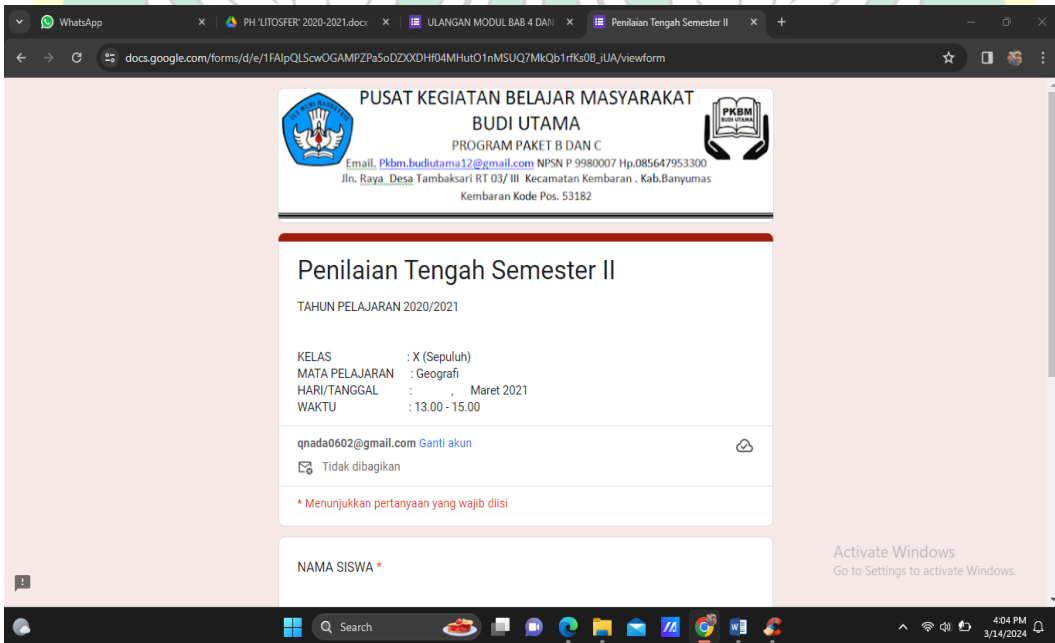 WhatsApp
PH 'LITOSFER' 2020-2021.docx
ULANGAN MODUL BAB 4 DAN
Penilaian Tengah Semester II
docs.google.com/forms/d/e/1FAIpQLScwOGAMPZPa5oDZXXDHf04MHutO1nMSUQ7MkQb1rfKs0B_iUA/viewform
PUSAT KEGIATAN BELAJAR MASYARAKAT
BUDI UTAMA
PROGRAM PAKET B DAN C
Email. Pkbm.budiutama12@gmail.com NPSN P 9980007 Hp.085647953300
Jln. Raya Desa Tambaksari RT 03/ III Kecamatan Kembaran . Kab.Banyumas
Kembaran Kode Pos. 53182
TUT WURI HANDAYANI
PKBM
BUDI UTAMA
Penilaian Tengah Semester II
TAHUN PELAJARAN 2020/2021
KELAS : X (Sepuluh)
MATA PELAJARAN : Geografi
HARI/TANGGAL : , Maret 2021
WAKTU : 13.00 - 15.00
qnada0602@gmail.com Ganti akun
Tidak dibagikan
* Menunjukkan pertanyaan yang wajib diisi
NAMA SISWA *
Activate Windows
Go to Settings to activate Windows.
Search
4:04 PM
3/14/2024